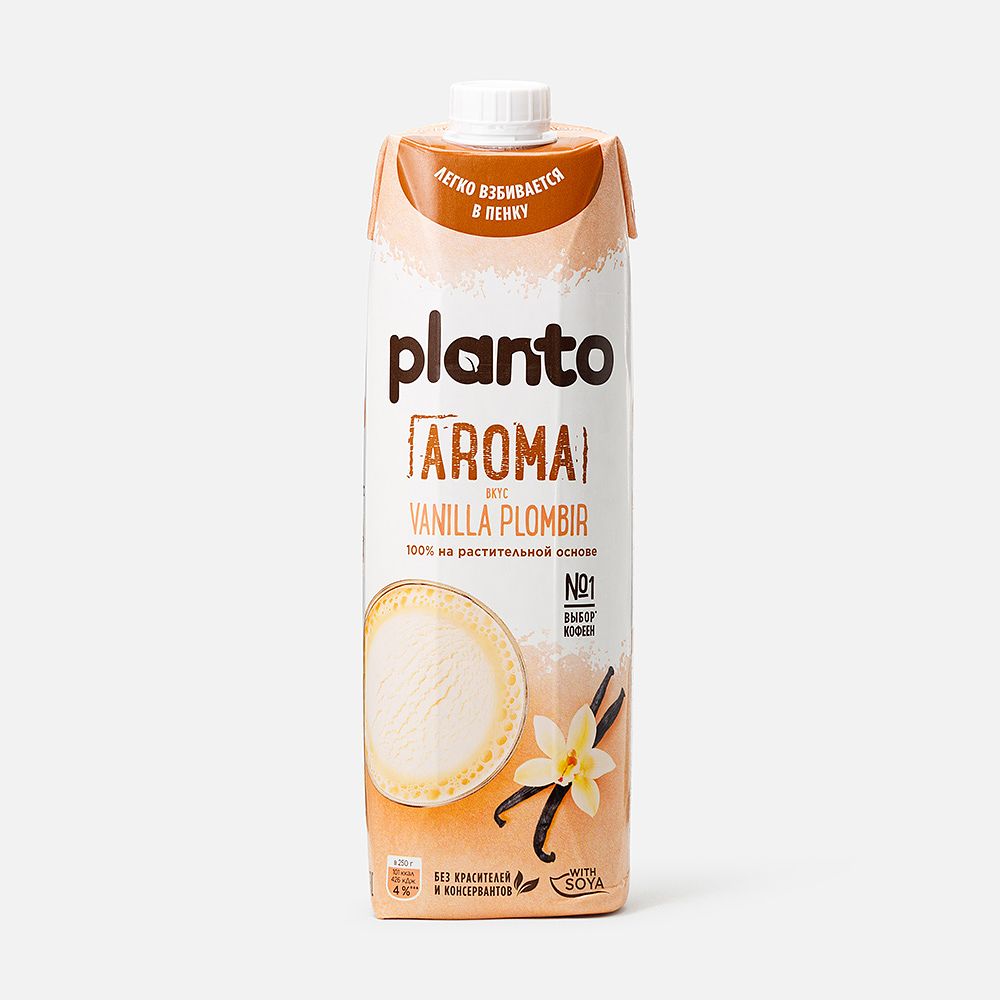 ЛЕГКО ВЗБИВАЕТСЯ
В ПЕНКУ
planto
AROMA
ВКУС
VANILLA PLOMBIR
100% на растительной основе
№1
ВЫБОР*
КОФЕЕН
в 250 г
101 ккал
426 кДж
4 %***
БЕЗ КРАСИТЕЛЕЙ
И КОНСЕРВАНТОВ
WITH
SOYA